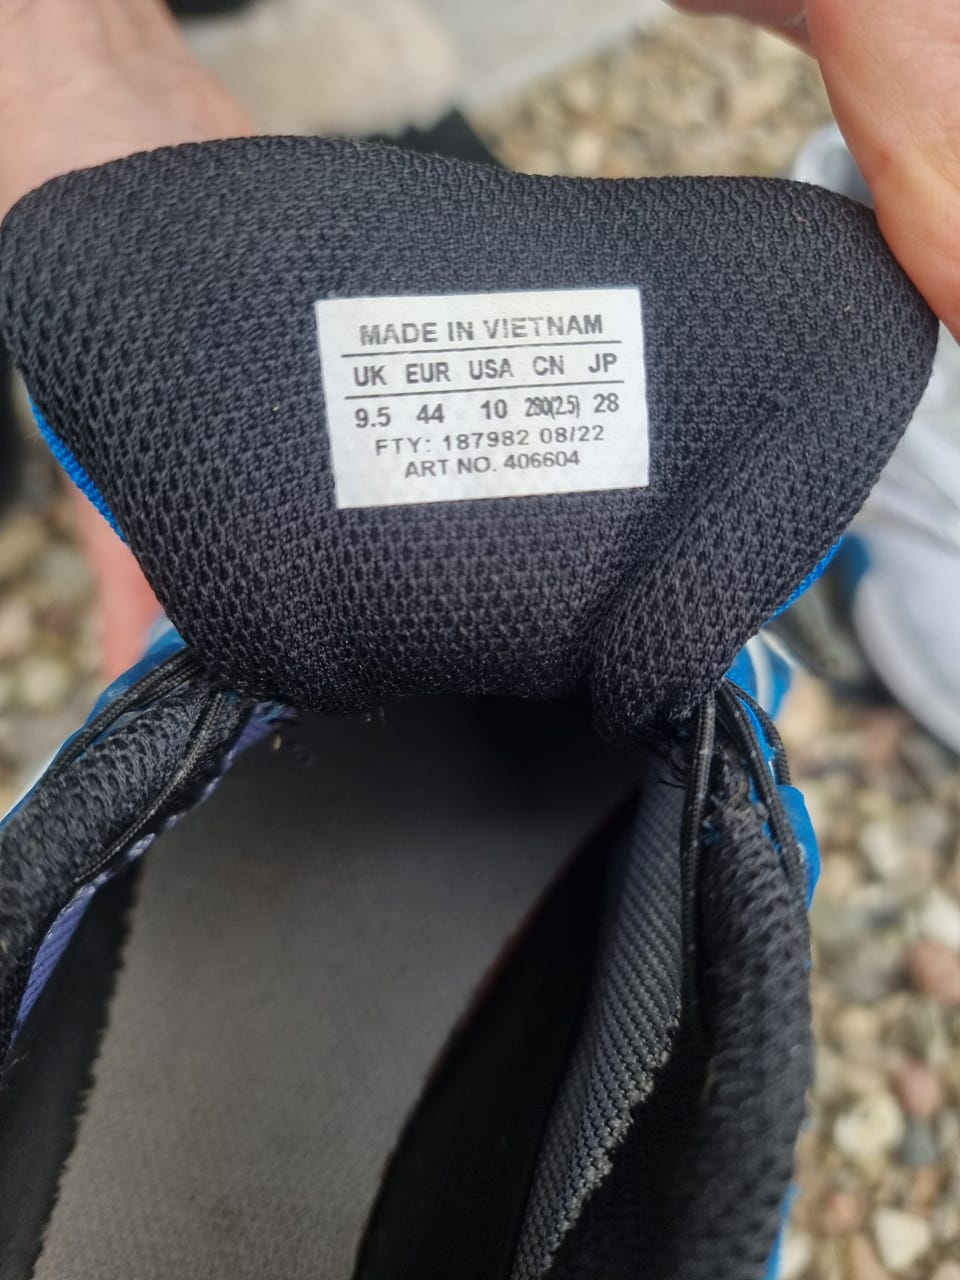 MADE IN VIETNAM
UK EUR USA CN JP
9.5 44 10 280(2.5) 28
FTY: 187982 08/22
ART NO. 406604